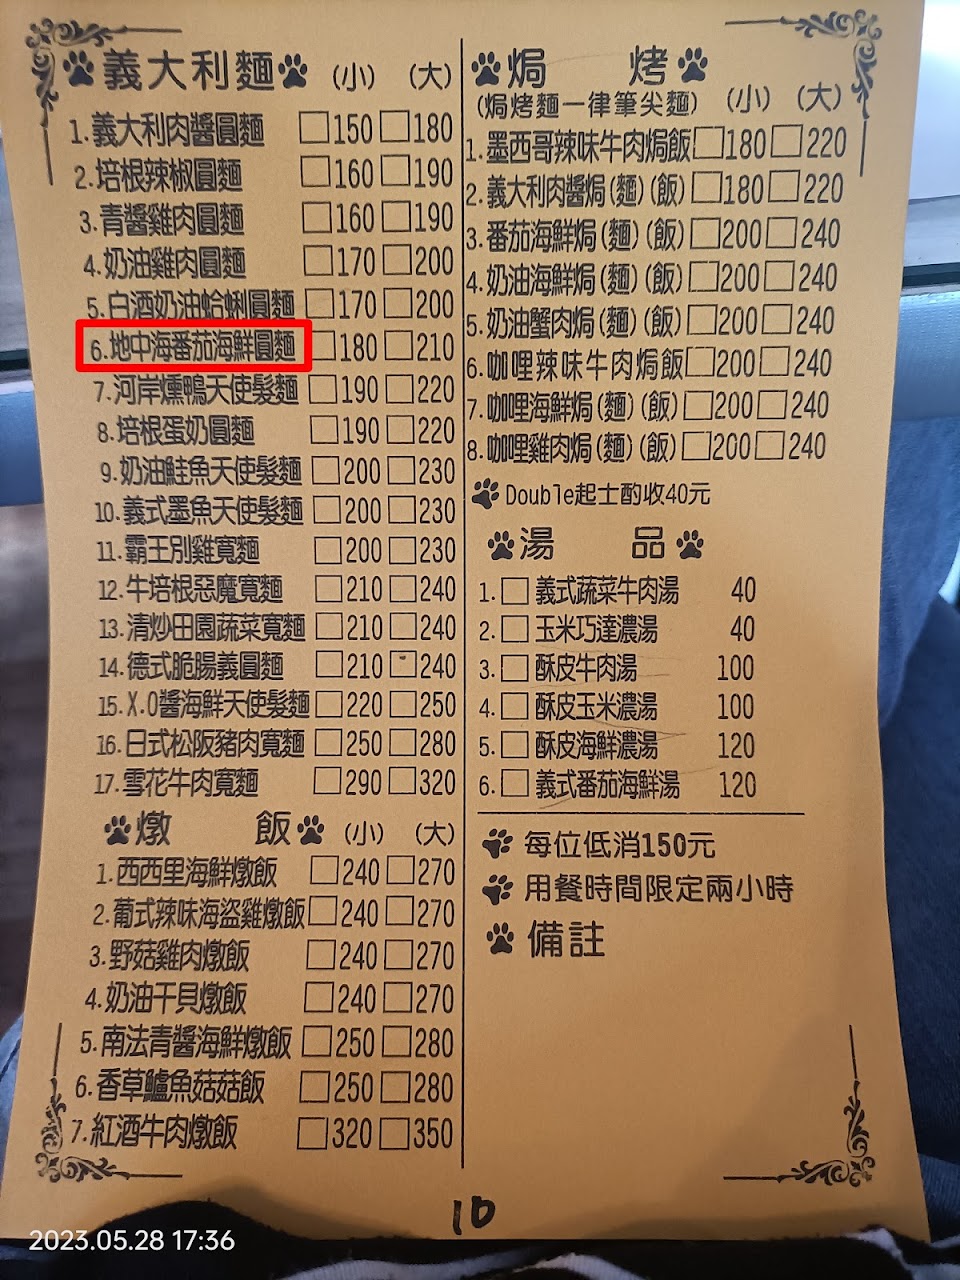 義大利麵 (小) (大)
1.義大利肉醬圓麵 □150 □180
2.培根辣椒圓麵 □160 □190
3.青醬雞肉圓麵 □160 □190
4.奶油雞肉圓麵 □170 □200
5.白酒奶油蛤蜊圓麵 □170 □200
6.地中海番茄海鮮圓麵 □180 □210
7.河岸燻鴨天使髮麵 □190 □220
8.培根蛋奶圓麵 □190 □220
9.奶油鮭魚天使髮麵 □200 □230
10.義式墨魚天使髮麵 □200 □230
11.霸王別雞寬麵 □200 □230
12.牛培根惡魔寬麵 □210 □240
13.清炒田園蔬菜寬麵 □210 □240
14.德式脆腸義圓麵 □210 □240
15.X.O醬海鮮天使髮麵 □220 □250
16.日式松阪豬肉寬麵 □250 □280
17.雪花牛肉寬麵 □290 □320
燉 飯 (小) (大)
1.西西里海鮮燉飯 □240 □270
2.葡式辣味海盜雞燉飯 □240 □270
3.野菇雞肉燉飯 □240 □270
4.奶油干貝燉飯 □240 □270
5.南法青醬海鮮燉飯 □250 □280
6.香草鱸魚菇菇飯 □250 □280
7.紅酒牛肉燉飯 □320 □350
焗 烤
(焗烤麵一律筆尖麵) (小) (大)
1.墨西哥辣味牛肉焗飯 □180 □220
2.義大利肉醬焗(麵)(飯) □180 □220
3.番茄海鮮焗(麵)(飯) □200 □240
4.奶油海鮮焗(麵)(飯) □200 □240
5.奶油蟹肉焗(麵)(飯) □200 □240
6.咖哩辣味牛肉焗飯 □200 □240
7.咖哩海鮮焗(麵)(飯) □200 □240
8.咖哩雞肉焗(麵)(飯) □200 □240
Double起士酌收40元
湯 品
1.□ 義式蔬菜牛肉湯 40
2.□ 玉米巧達濃湯 40
3.□ 酥皮牛肉湯 100
4.□ 酥皮玉米濃湯 100
5.□ 酥皮海鮮濃湯 120
6.□ 義式番茄海鮮湯 120
每位低消150元
用餐時間限定兩小時
備註
10
2023.05.28 17:36